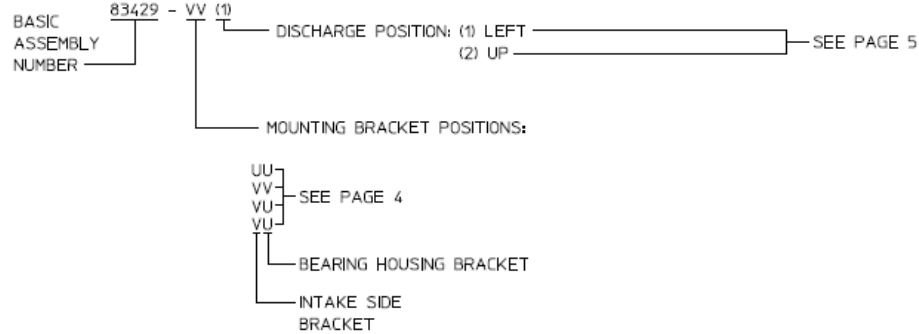 83429 - VV (1)
BASIC
ASSEMBLY
NUMBER
DISCHARGE POSITION: (1) LEFT
(2) UP
SEE PAGE 5
MOUNTING BRACKET POSITIONS:
UU
VV
VU
VU
SEE PAGE 4
BEARING HOUSING BRACKET
INTAKE SIDE
BRACKET